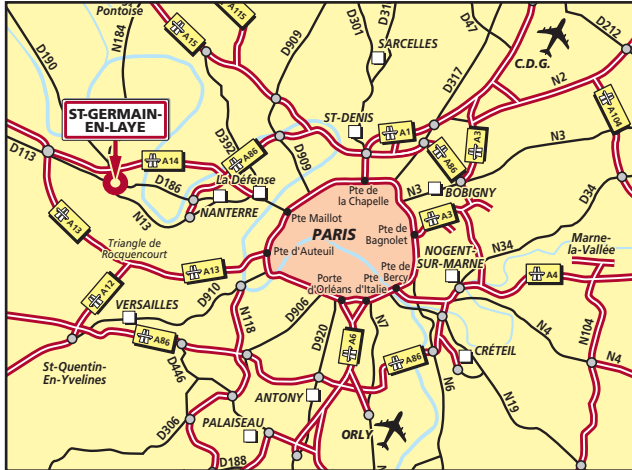 Pontoise
N184
A15
A115
D909
D301
D31
D47
D212
C.D.G.
SARCELLES
D190
A15
D317
N2
A104
ST-GERMAIN-
EN-LAYE
ST-DENIS
A1
A3
N3
D113
A14
D392
A86
D909
A86
D186
La Défense
Pte de
la Chapelle
N3
BOBIGNY
D34
N13
NANTERRE
Pte Maillot
A3
A13
PARIS
Pte de
Bagnolet
Triangle de
Rocquencourt
Pte d'Auteuil
NOGENT-
SUR-MARNE
N34
Marne-
la-Vallée
A13
Pte de
Bercy
A4
A12
D910
Porte
d'Orléans
Pte
d'Italie
VERSAILLES
N118
D906
D920
N7
A86
A6
N4
N104
St-Quentin-
En-Yvelines
D446
A86
CRÉTEIL
N4
ANTONY
N6
N19
D306
PALAISEAU
ORLY
D188